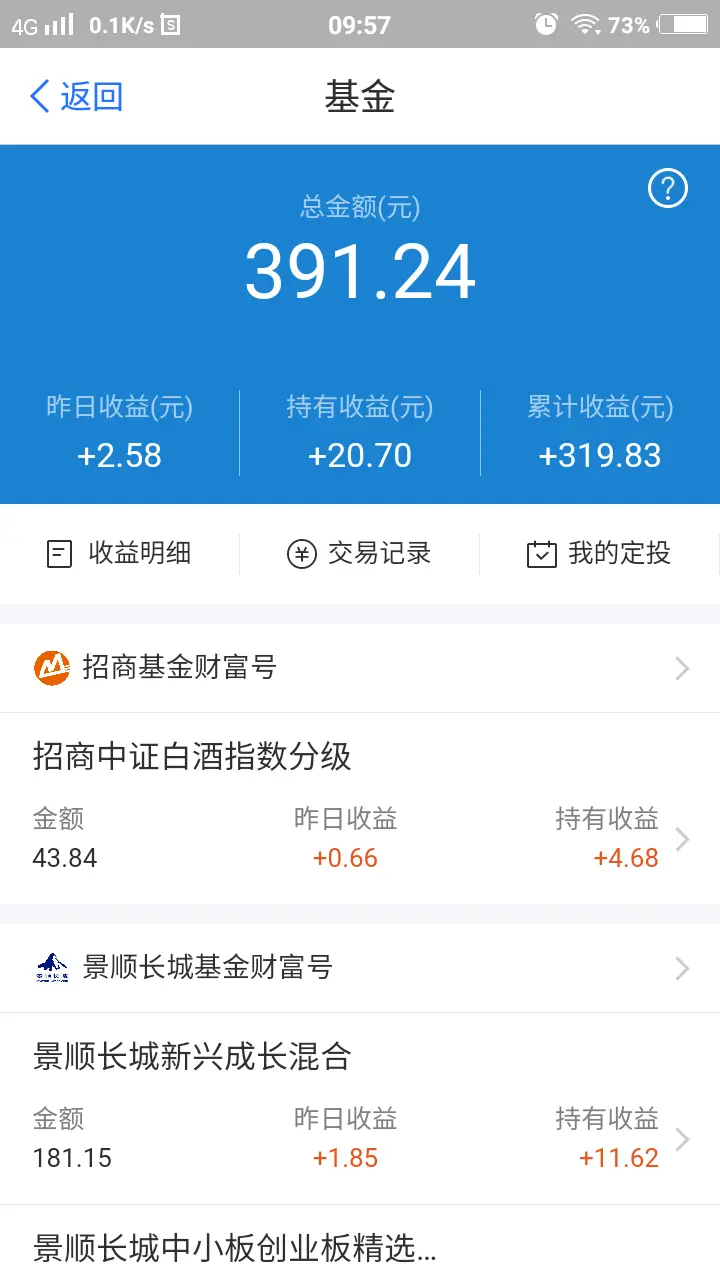 4G 0.1K/s S 09:57 73%
返回 基金
?
总金额(元)
391.24
昨日收益(元) 持有收益(元) 累计收益(元)
+2.58 +20.70 +319.83
收益明细 交易记录 我的定投
招商基金财富号
招商中证白酒指数分级
金额 昨日收益 持有收益
43.84 +0.66 +4.68
景顺长城基金财富号
景顺长城新兴成长混合
金额 昨日收益 持有收益
181.15 +1.85 +11.62
景顺长城中小板创业板精选...